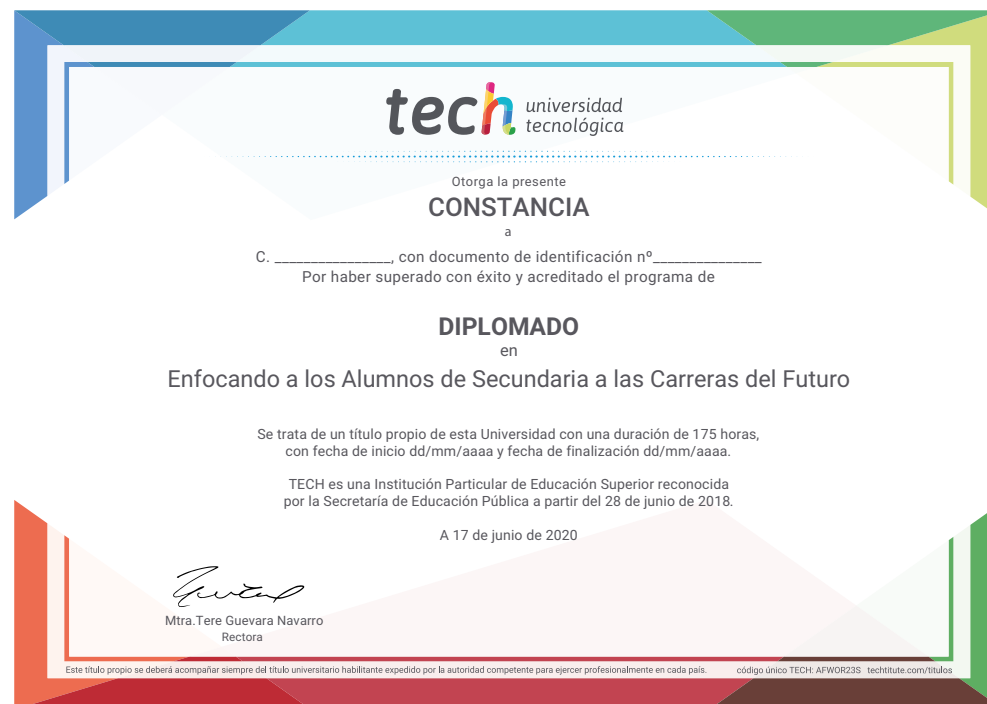 tech universidad
tecnológica
Otorga la presente
CONSTANCIA
a
C. ________________, con documento de identificación nº_______________
Por haber superado con éxito y acreditado el programa de
DIPLOMADO
en
Enfocando a los Alumnos de Secundaria a las Carreras del Futuro
Se trata de un título propio de esta Universidad con una duración de 175 horas,
con fecha de inicio dd/mm/aaaa y fecha de finalización dd/mm/aaaa.
TECH es una Institución Particular de Educación Superior reconocida
por la Secretaría de Educación Pública a partir del 28 de junio de 2018.
A 17 de junio de 2020
Mtra.Tere Guevara Navarro
Rectora
Este título propio se deberá acompañar siempre del título universitario habilitante expedido por la autoridad competente para ejercer profesionalmente en cada país. código único TECH: AFWOR23S techtitute.com/titulos